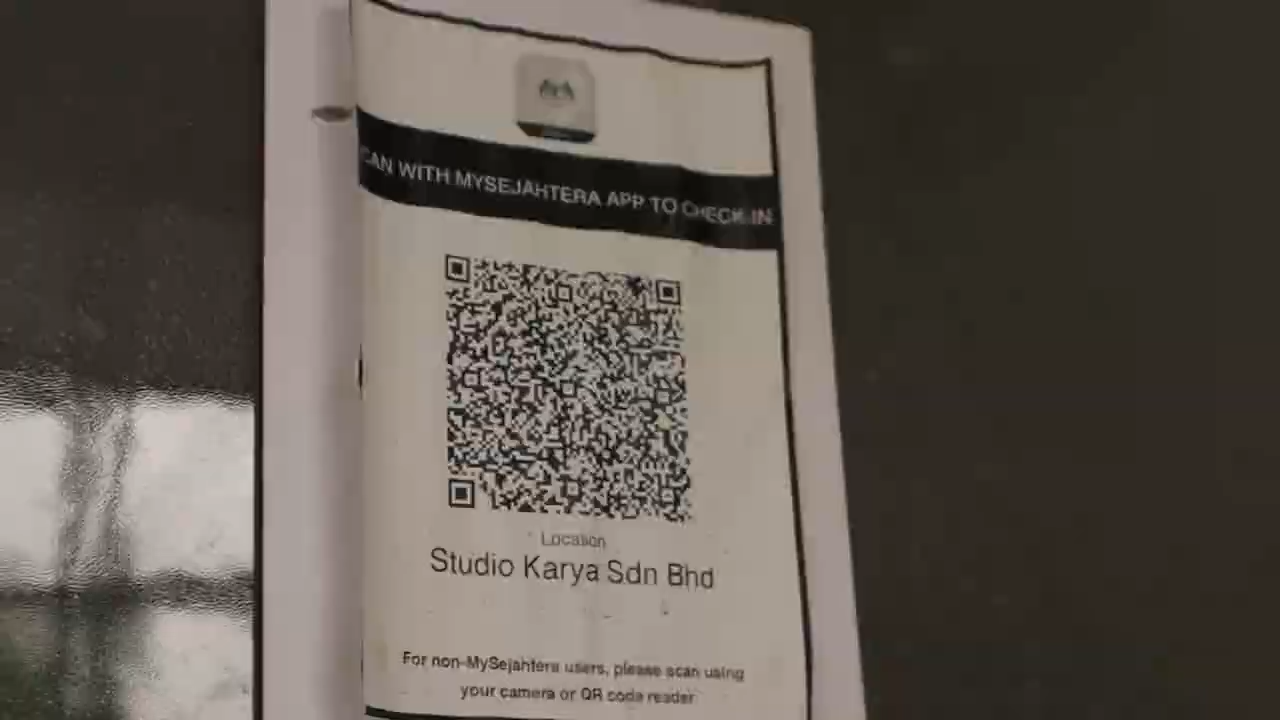 CAN WITH MYSEJAHTERA APP TO CHECK-IN
Location
Studio Karya Sdn Bhd
For non-MySejahtera users, please scan using
your camera or QR code reader